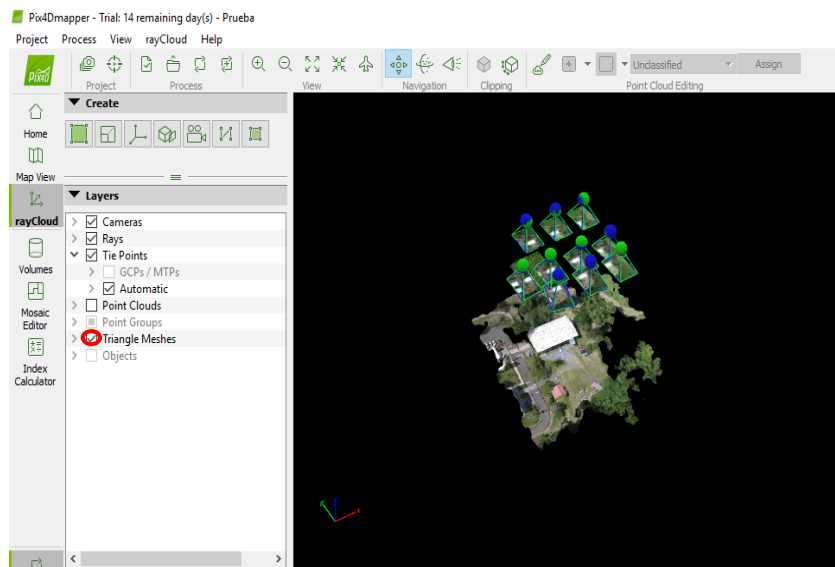 Pix4Dmapper - Trial: 14 remaining day(s) - Prueba
Project Process View rayCloud Help
Unclassified Assign
PIX4D
Project Process View Navigation Clipping Point Cloud Editing
Create
Home
Map View
Layers
rayCloud
Cameras
Rays
Tie Points
GCPs / MTPs
Automatic
Point Clouds
Point Groups
Triangle Meshes
Objects
Volumes
Mosaic
Editor
Index
Calculator